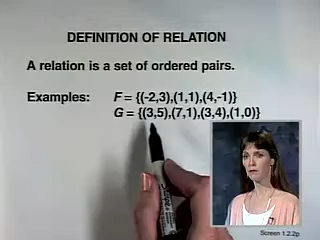 DEFINITION OF RELATION
A relation is a set of ordered pairs.
Examples: F = {(-2,3),(1,1),(4,-1)}
G = {(3,5),(7,1),(3,4),(1,0)}
Screen 1.2.2p